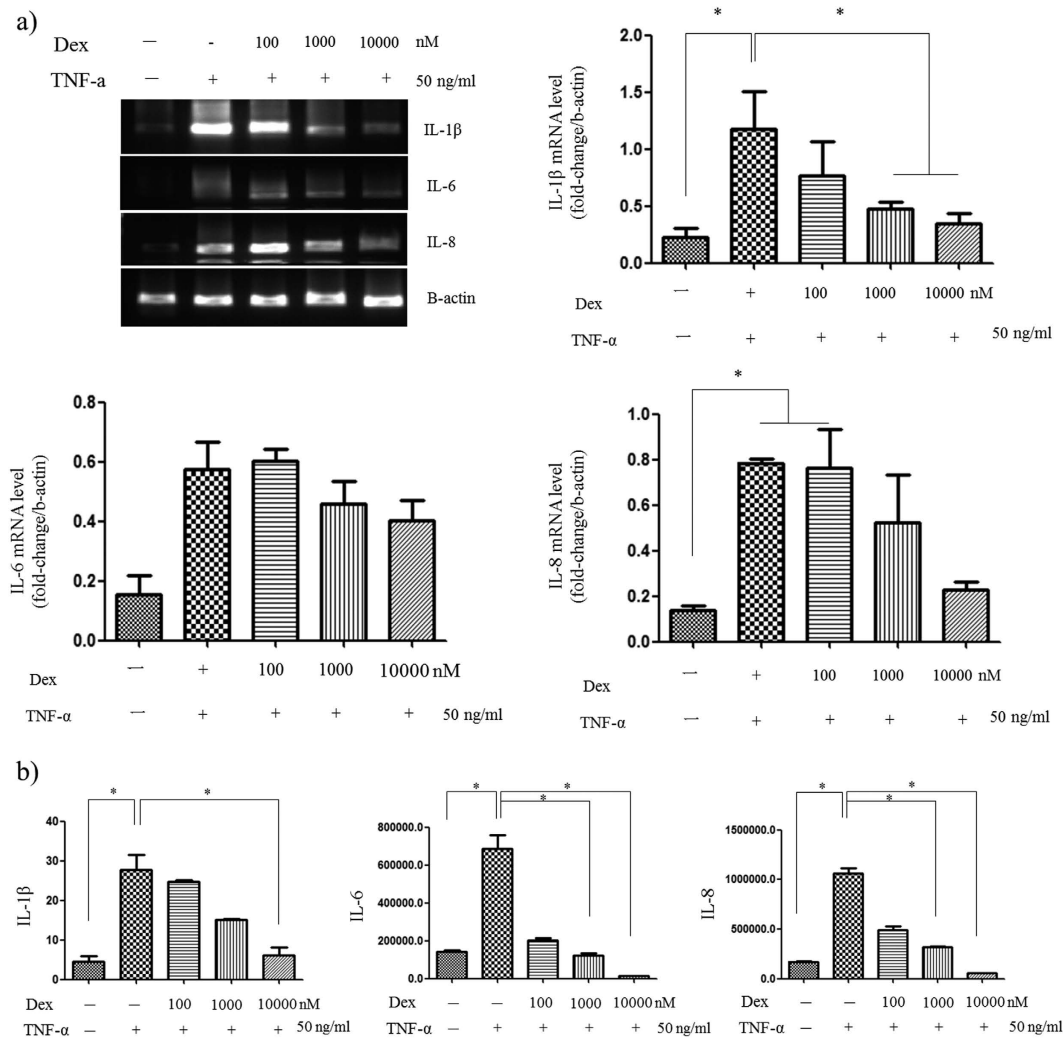 a)
Dex — - 100 1000 10000 nM
TNF-a — + + + + 50 ng/ml
IL-1β
IL-6
IL-8
B-actin
* *
IL-1β mRNA level
(fold-change/b-actin)
2.0
1.5
1.0
0.5
0.0
Dex — + 100 1000 10000 nM
TNF-α — + + + + 50 ng/ml
IL-6 mRNA level
(fold-change/b-actin)
0.8
0.6
0.4
0.2
0.0
Dex — + 100 1000 10000 nM
TNF-α — + + + + 50 ng/ml
*
IL-8 mRNA level
(fold-change/b-actin)
1.0
0.8
0.6
0.4
0.2
0.0
Dex — + 100 1000 10000 nM
TNF-α — + + + + 50 ng/ml
b)
* *
IL-1β
40
30
20
10
0
Dex — — 100 1000 10000 nM
TNF-α — + + + + 50 ng/ml
* *
*
IL-6
800000.0
600000.0
400000.0
200000.0
0.0
Dex — — 100 1000 10000 nM
TNF-α — + + + + 50 ng/ml
* *
*
IL-8
1500000
1000000
500000.0
0.0
Dex — — 100 1000 10000 nM
TNF-α — + + + + 50 ng/ml